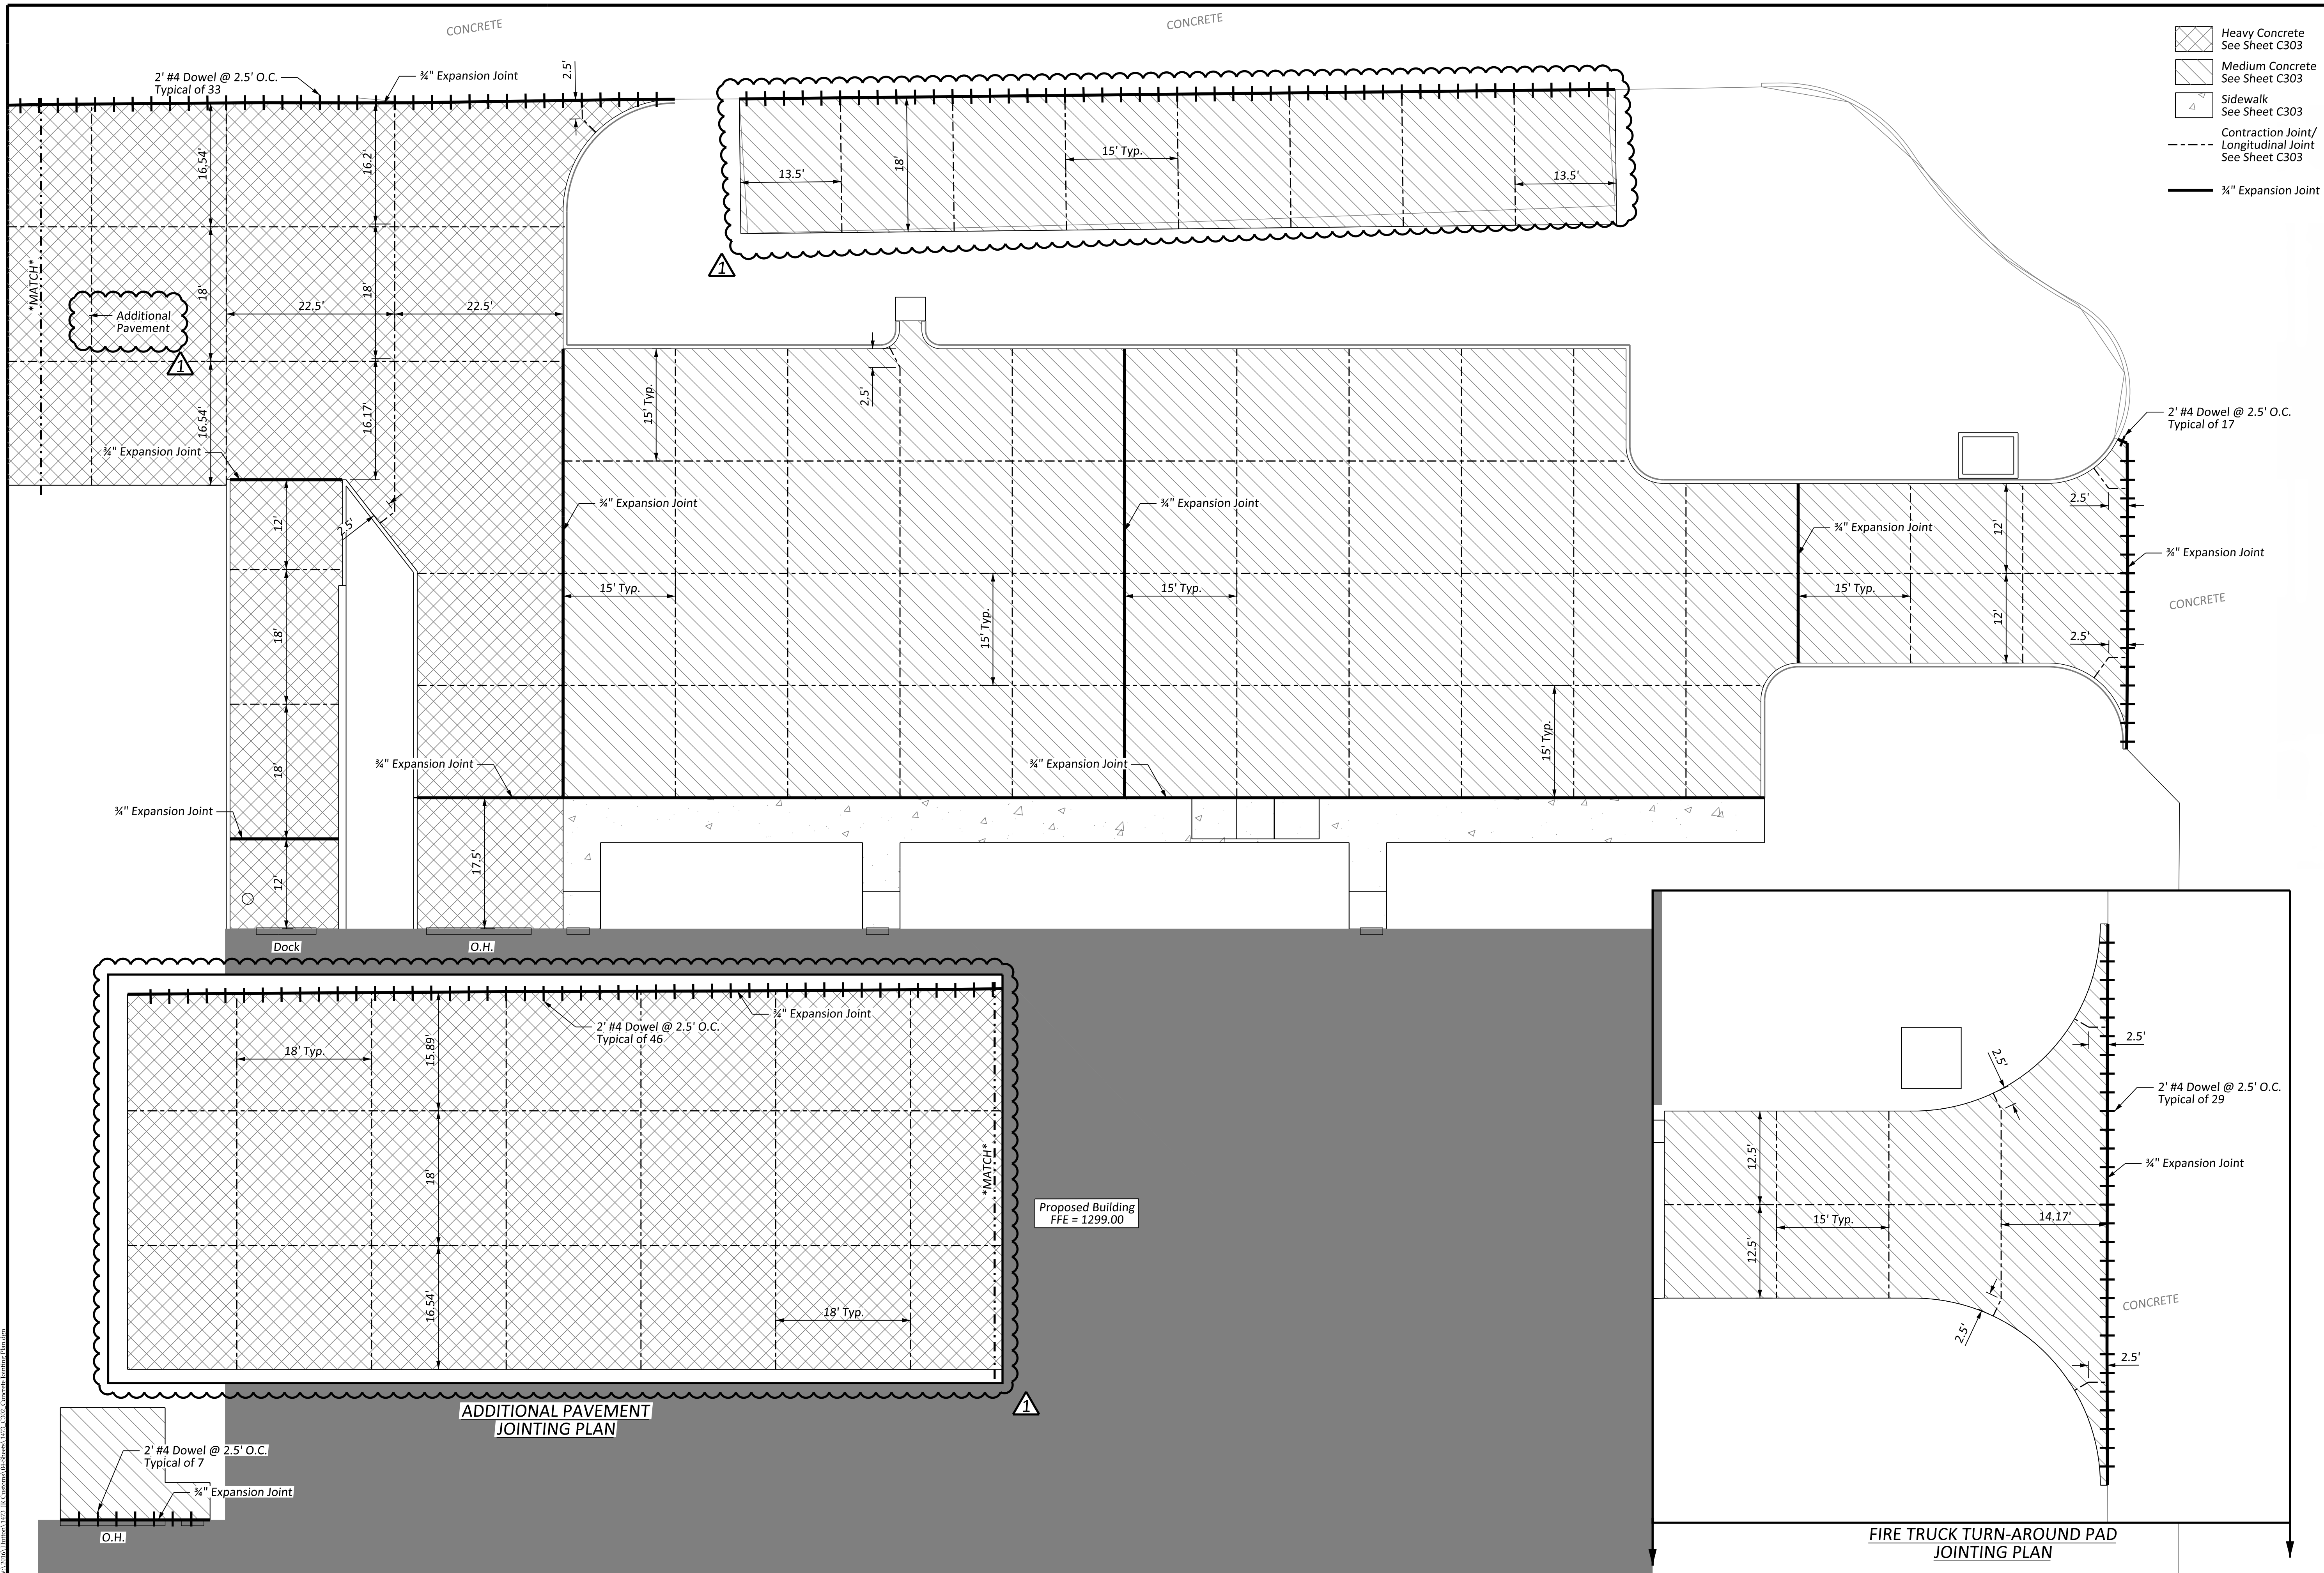 CONCRETE
CONCRETE
Heavy Concrete
See Sheet C303
Medium Concrete
See Sheet C303
Sidewalk
See Sheet C303
Contraction Joint/
Longitudinal Joint
See Sheet C303
¾" Expansion Joint
2' #4 Dowel @ 2.5' O.C.
Typical of 33
¾" Expansion Joint
2.5'
16.54'
16.2'
13.5'
18'
15' Typ.
13.5'
1
*MATCH*
Additional
Pavement
1
18'
18'
22.5'
22.5'
16.54'
16.17'
15' Typ.
2.5'
2' #4 Dowel @ 2.5' O.C.
Typical of 17
¾" Expansion Joint
12'
2.5'
¾" Expansion Joint
¾" Expansion Joint
¾" Expansion Joint
12'
2.5'
¾" Expansion Joint
CONCRETE
15' Typ.
15' Typ.
15' Typ.
12'
2.5'
18'
15' Typ.
18'
15' Typ.
¾" Expansion Joint
¾" Expansion Joint
¾" Expansion Joint
12'
17.5'
Dock
O.H.
¾" Expansion Joint
2' #4 Dowel @ 2.5' O.C.
Typical of 46
18' Typ.
15.89'
18'
*MATCH*
16.54'
18' Typ.
Proposed Building
FFE = 1299.00
ADDITIONAL PAVEMENT
JOINTING PLAN
1
2.5'
2.5'
2' #4 Dowel @ 2.5' O.C.
Typical of 29
¾" Expansion Joint
12.5'
15' Typ.
14.17'
12.5'
CONCRETE
2.5'
2.5'
FIRE TRUCK TURN-AROUND PAD
JOINTING PLAN
2' #4 Dowel @ 2.5' O.C.
Typical of 7
¾" Expansion Joint
O.H.